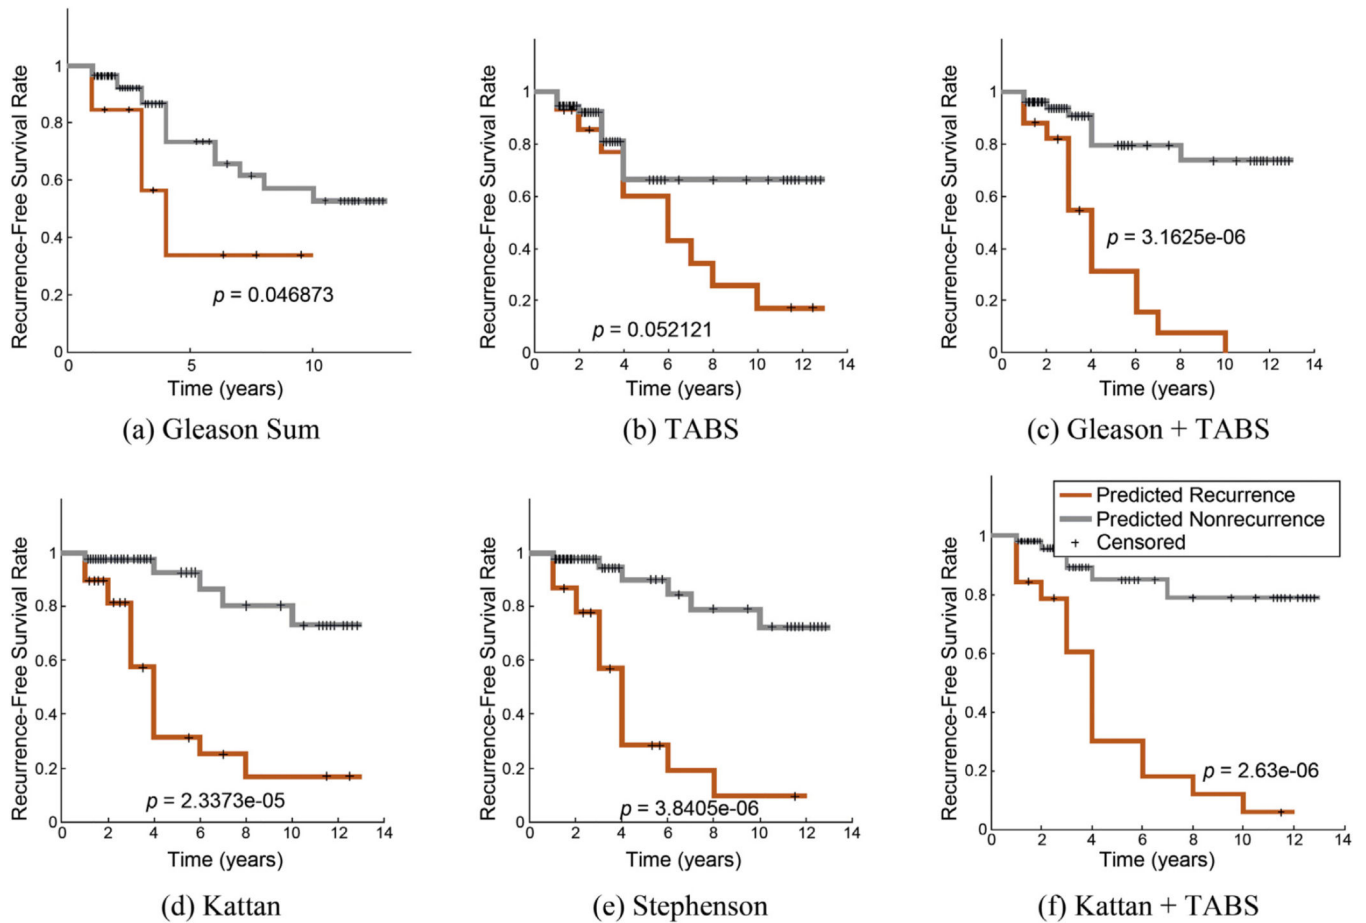 Recurrence-Free Survival Rate
1
0.8
0.6
0.4
0.2
0
0
5
10
p = 0.046873
Time (years)
(a) Gleason Sum
Recurrence-Free Survival Rate
1
0.8
0.6
0.4
0.2
0
0 2 4 6 8 10 12 14
p = 0.052121
Time (years)
(b) TABS
Recurrence-Free Survival Rate
1
0.8
0.6
0.4
0.2
0
0 2 4 6 8 10 12 14
p = 3.1625e-06
Time (years)
(c) Gleason + TABS
Recurrence-Free Survival Rate
1
0.8
0.6
0.4
0.2
0
0 2 4 6 8 10 12 14
p = 2.3373e-05
Time (years)
(d) Kattan
Recurrence-Free Survival Rate
1
0.8
0.6
0.4
0.2
0
0 2 4 6 8 10 12 14
p = 3.8405e-06
Time (years)
(e) Stephenson
Recurrence-Free Survival Rate
Predicted Recurrence
Predicted Nonrecurrence
Censored
1
0.8
0.6
0.4
0.2
0
0 2 4 6 8 10 12 14
p = 2.63e-06
Time (years)
(f) Kattan + TABS